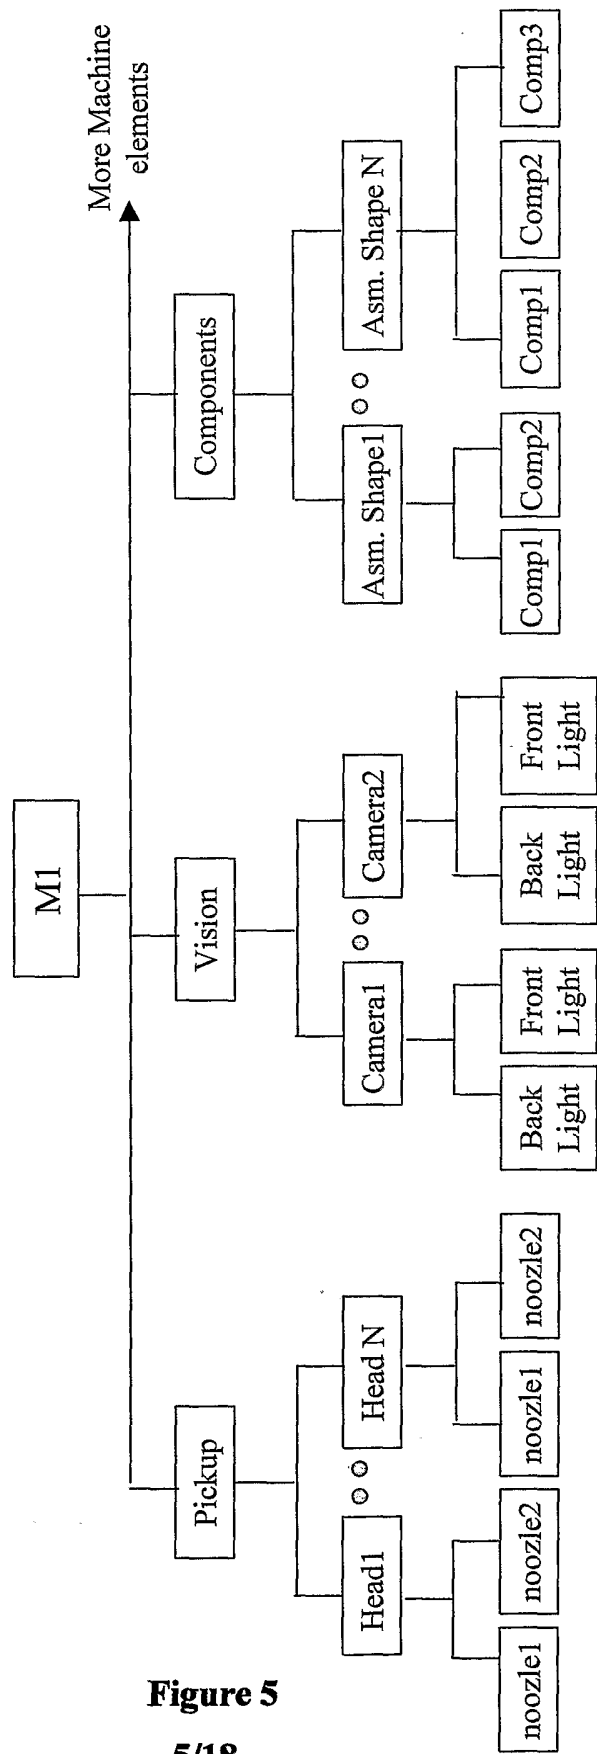 M1
More Machine
elements
Pickup
Vision
Components
Head1
Head N
Camera1
Camera2
Asm. Shape1
Asm. Shape N
noozle1
noozle2
noozle1
noozle2
Back
Light
Front
Light
Back
Light
Front
Light
Comp1
Comp2
Comp1
Comp2
Comp3
Figure 5
5/18